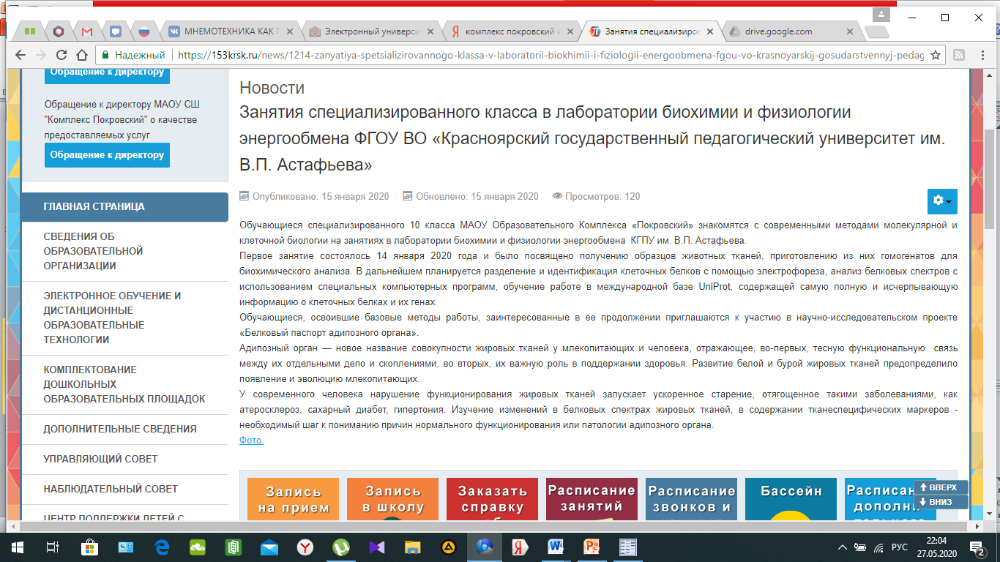 МНЕМОТЕХНИКА КАК
Электронный универси
комплекс покровский к
Занятия специализиров
drive.google.com
Надежный
https://153krsk.ru/news/1214-zanyatiya-spetsializirovannogo-klassa-v-laboratorii-biokhimii-i-fiziologii-energoobmena-fgou-vo-krasnoyarskij-gosudarstvennyj-pedag
Обращение к директору
Обращение к директору МАОУ СШ
"Комплекс Покровский" о качестве
предоставляемых услуг
Обращение к директору
ГЛАВНАЯ СТРАНИЦА
СВЕДЕНИЯ ОБ
ОБРАЗОВАТЕЛЬНОЙ
ОРГАНИЗАЦИИ
ЭЛЕКТРОННОЕ ОБУЧЕНИЕ И
ДИСТАНЦИОННЫЕ
ОБРАЗОВАТЕЛЬНЫЕ
ТЕХНОЛОГИИ
КОМПЛЕКТОВАНИЕ
ДОШКОЛЬНЫХ
ОБРАЗОВАТЕЛЬНЫХ ПЛОЩАДОК
ДОПОЛНИТЕЛЬНЫЕ СВЕДЕНИЯ
УПРАВЛЯЮЩИЙ СОВЕТ
НАБЛЮДАТЕЛЬНЫЙ СОВЕТ
ЦЕНТР ПОДДЕРЖКИ ДЕТЕЙ С
Новости
Занятия специализированного класса в лаборатории биохимии и физиологии
энергообмена ФГОУ ВО «Красноярский государственный педагогический университет им.
В.П. Астафьева»
Опубликовано: 15 января 2020 Обновлено: 15 января 2020 Просмотров: 120
Обучающиеся специализированного 10 класса МАОУ Образовательного Комплекса «Покровский» знакомятся с современными методами молекулярной и
клеточной биологии на занятиях в лаборатории биохимии и физиологии энергообмена КГПУ им. В.П. Астафьева.
Первое занятие состоялось 14 января 2020 года и было посвящено получению образцов животных тканей, приготовлению из них гомогенатов для
биохимического анализа. В дальнейшем планируется разделение и идентификация клеточных белков с помощью электрофореза, анализ белковых спектров с
использованием специальных компьютерных программ, обучение работе в международной базе UniProt, содержащей самую полную и исчерпывающую
информацию о клеточных белках и их генах.
Обучающиеся, освоившие базовые методы работы, заинтересованные в ее продолжении приглашаются к участию в научно-исследовательском проекте
«Белковый паспорт адипозного органа».
Адипозный орган — новое название совокупности жировых тканей у млекопитающих и человека, отражающее, во-первых, тесную функциональную связь
между их отдельными депо и скоплениями, во вторых, их важную роль в поддержании здоровья. Развитие белой и бурой жировых тканей предопределило
появление и эволюцию млекопитающих.
У современного человека нарушение функционирования жировых тканей запускает ускоренное старение, отягощенное такими заболеваниями, как
атеросклероз, сахарный диабет, гипертония. Изучение изменений в белковых спектрах жировых тканей, в содержании тканеспецифических маркеров -
необходимый шаг к пониманию причин нормального функционирования или патологии адипозного органа.
Фото.
Запись
на прием
Запись
в школу
Заказать
справку
Расписание
занятий
Расписание
звонков и
Бассейн
Расписан
дополни
ВВЕРХ
ВНИЗ
РУС
22:04
27.05.2020
2